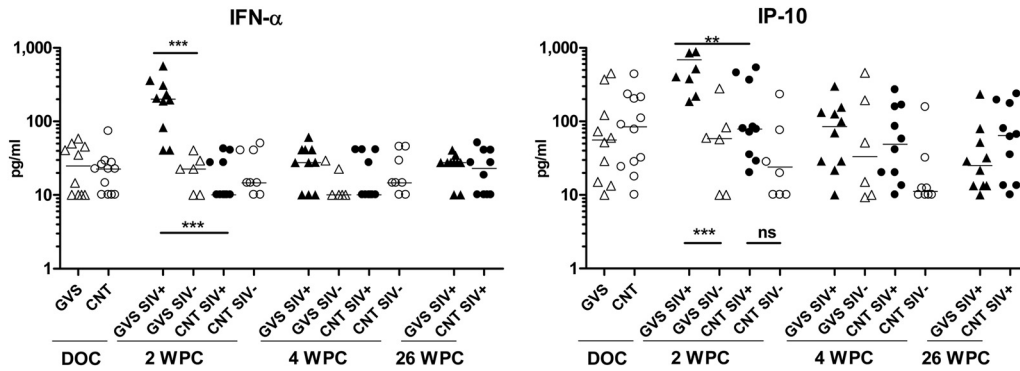 IFN-α
1,000
100
10
1
pg/ml
***
***
GVS
CNT
GVS SIV+
GVS SIV-
CNT SIV+
CNT SIV-
GVS SIV+
GVS SIV-
CNT SIV+
CNT SIV-
GVS SIV+
CNT SIV+
DOC
2 WPC
4 WPC
26 WPC
IP-10
1,000
100
10
1
pg/ml
**
***
ns
GVS
CNT
GVS SIV+
GVS SIV-
CNT SIV+
CNT SIV-
GVS SIV+
GVS SIV-
CNT SIV+
CNT SIV-
GVS SIV+
CNT SIV+
DOC
2 WPC
4 WPC
26 WPC